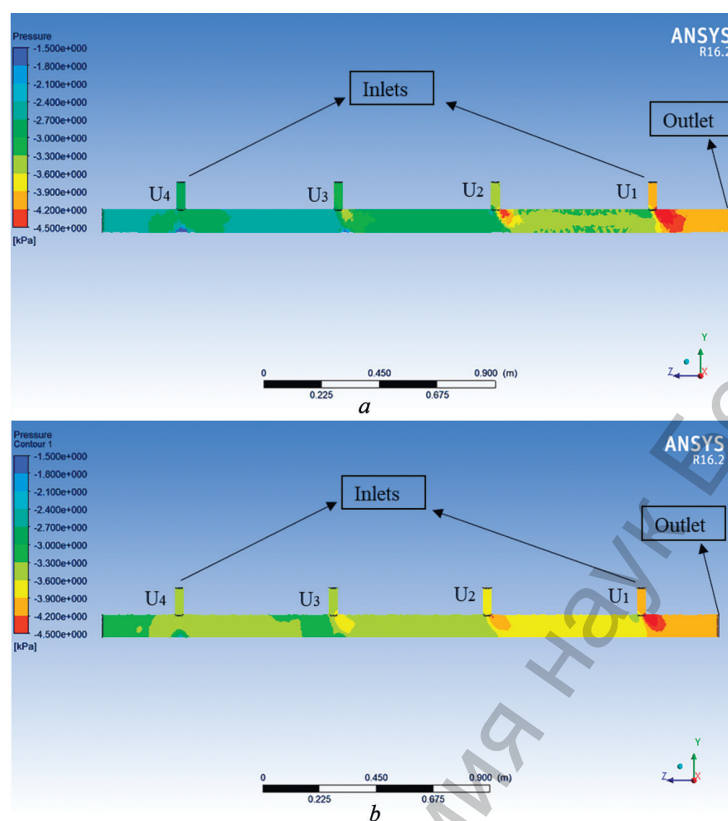 Pressure
-1.500e+000
-1.800e+000
-2.100e+000
-2.400e+000
-2.700e+000
-3.000e+000
-3.300e+000
-3.600e+000
-3.900e+000
-4.200e+000
-4.500e+000
[kPa]
ANSYS
R16.2
Inlets
Outlet
U4
U3
U2
U1
0
0.450
0.900 (m)
0.225
0.675
Y
Z
X
a
Pressure
Contour 1
-1.500e+000
-1.800e+000
-2.100e+000
-2.400e+000
-2.700e+000
-3.000e+000
-3.300e+000
-3.600e+000
-3.900e+000
-4.200e+000
-4.500e+000
[kPa]
ANSYS
R16.2
Inlets
Outlet
U4
U3
U2
U1
0
0.450
0.900 (m)
0.225
0.675
Y
Z
X
b
наук